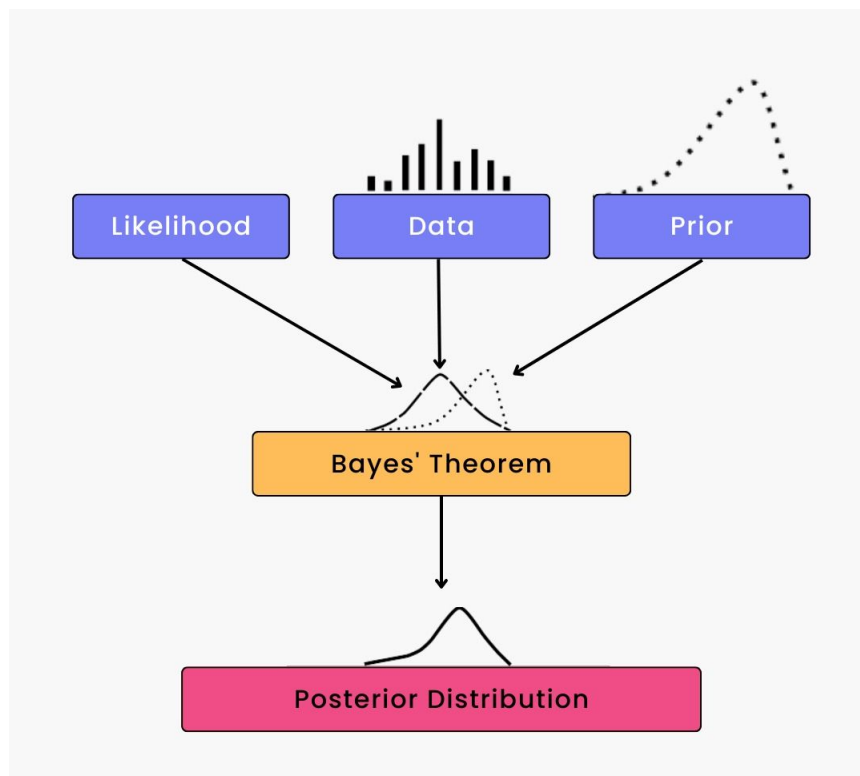 Likelihood
Data
Prior
Bayes' Theorem
Posterior Distribution